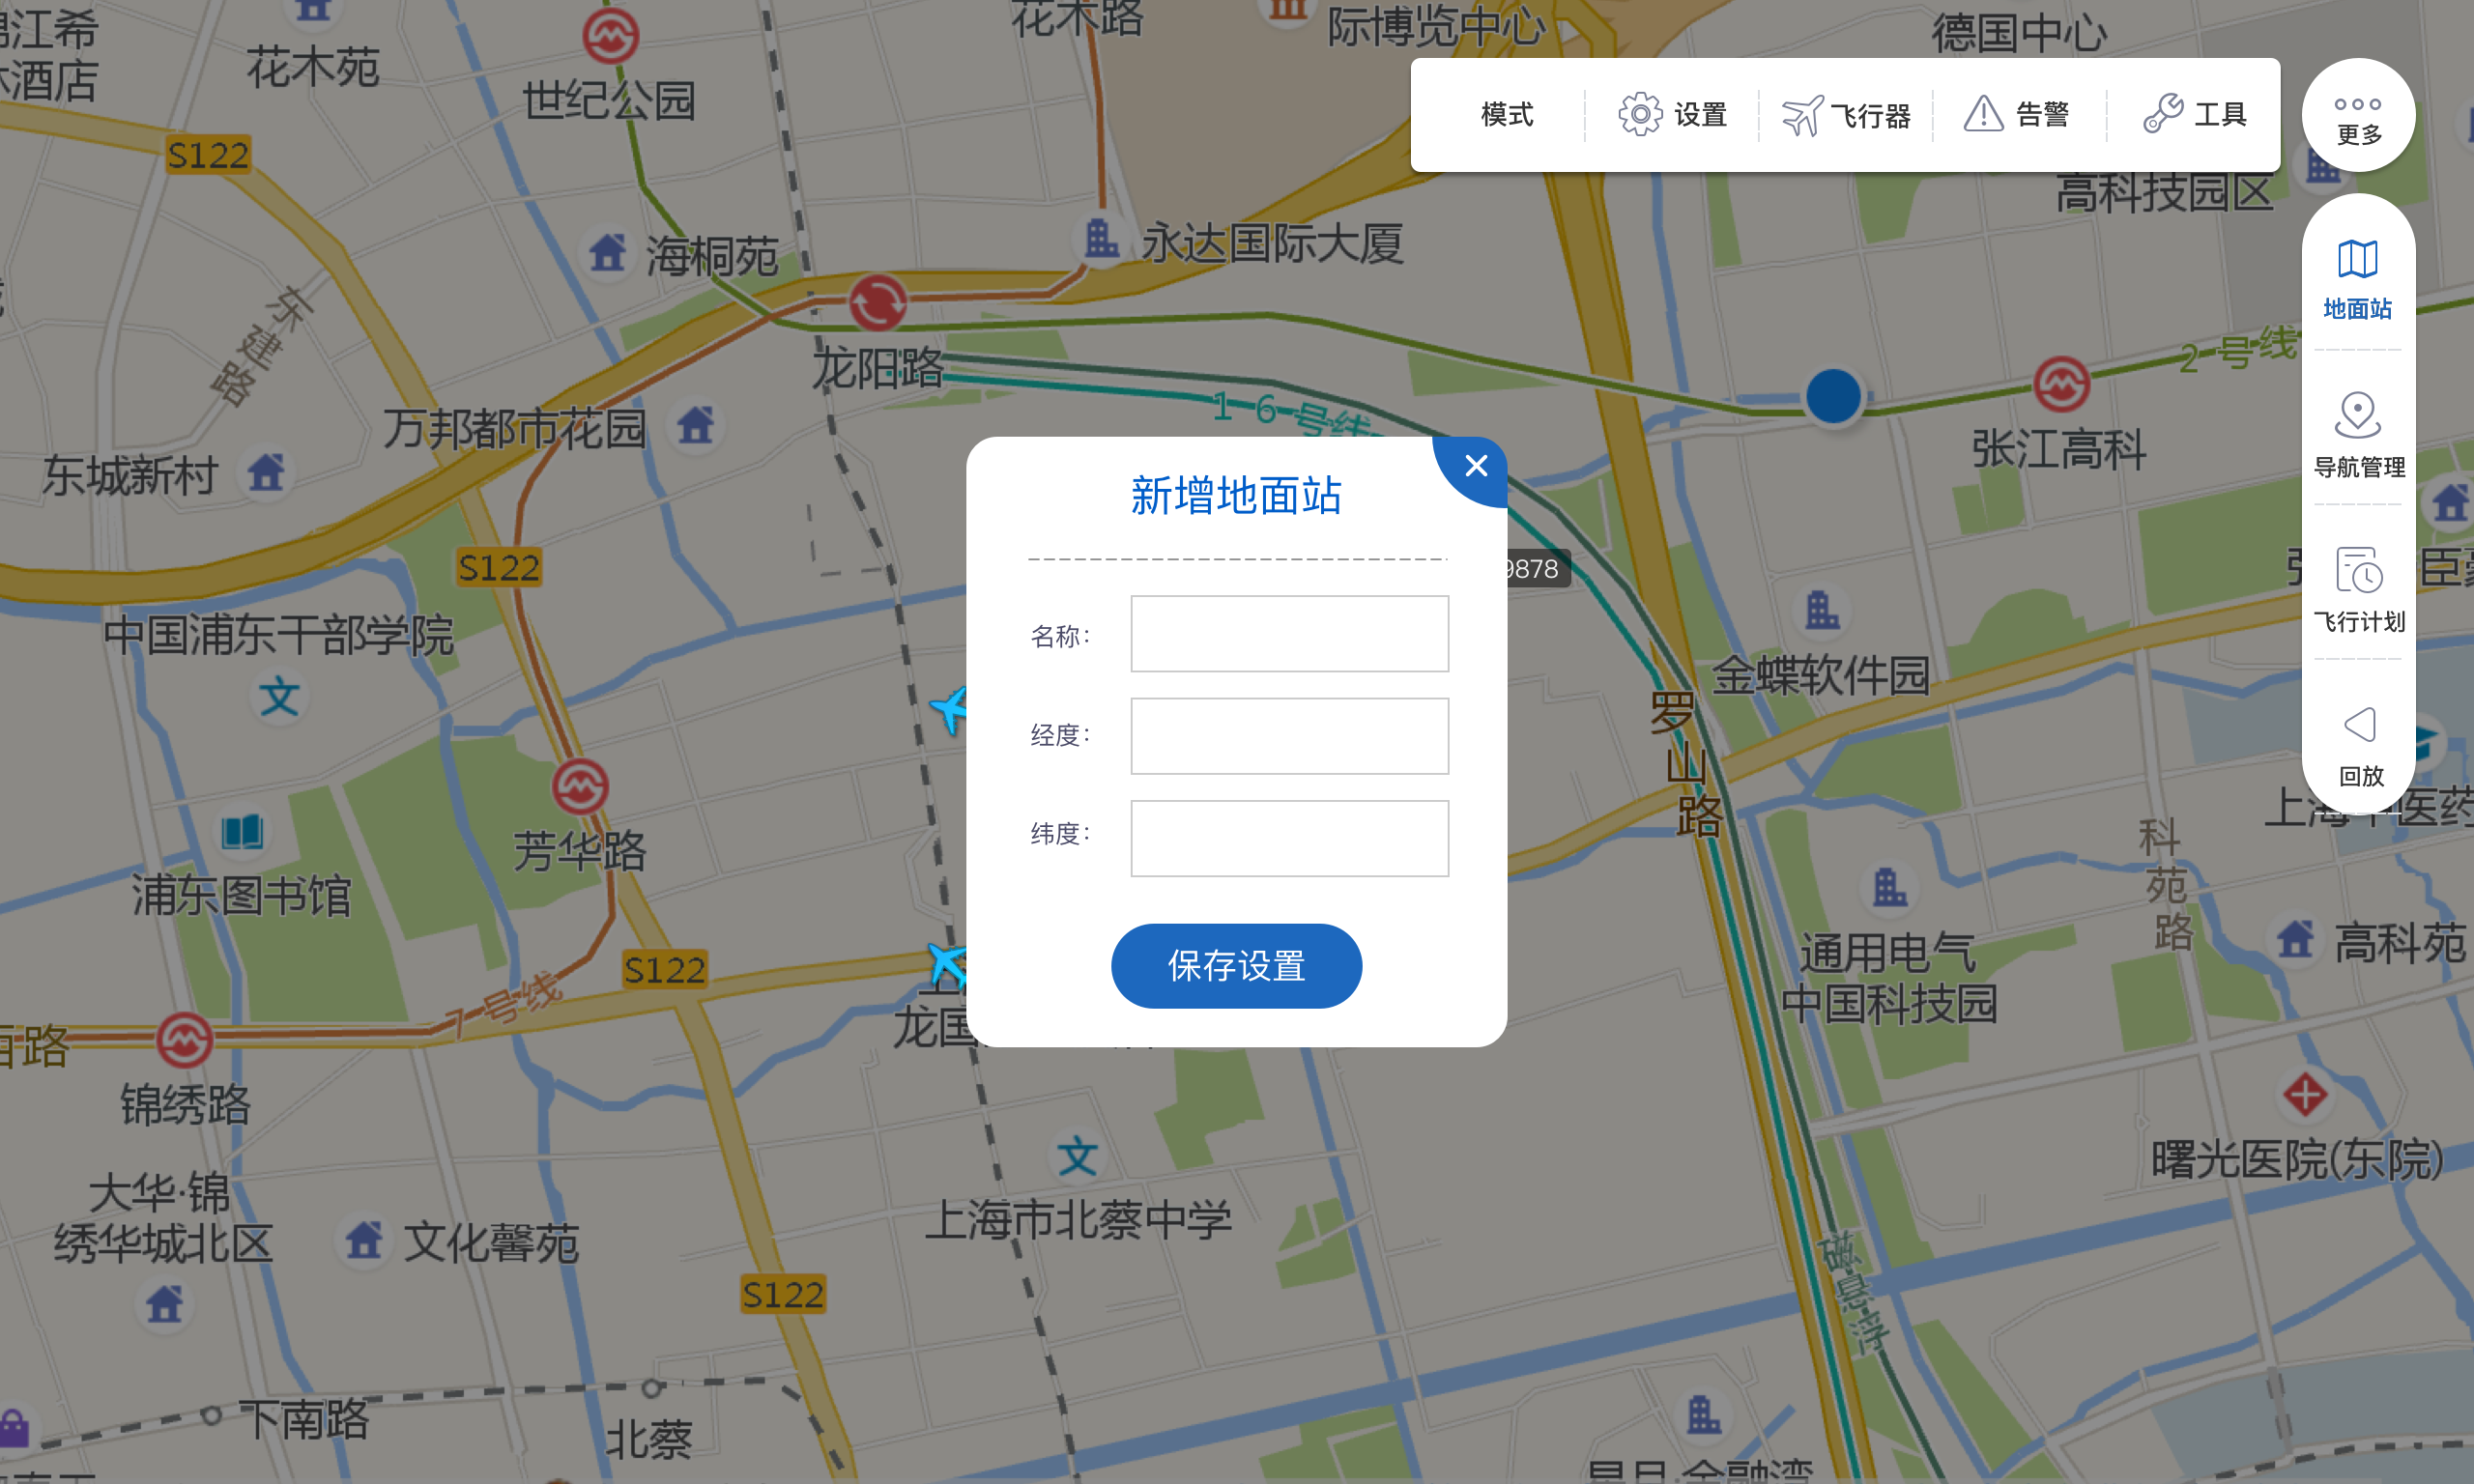 花木苑
世纪公园
花木路
际博览中心
德国中心
江希
酒店
模式
设置
飞行器
告警
工具
更多
S122
高科技园区
海桐苑
永达国际大厦
地面站
东建路
龙阳路
2号线
16号线
万邦都市花园
东城新村
张江高科
导航管理
新增地面站
S122
9878
名称：
中国浦东干部学院
飞行计划
金蝶软件园
罗山路
经度：
回放
芳华路
纬度：
浦东图书馆
科苑路
高科苑
通用电气
中国科技园
S122
7号线
保存设置
路
锦绣路
曙光医院(东院)
大华·锦
绣华城北区
文化馨苑
上海市北蔡中学
磁悬浮
S122
下南路
北蔡